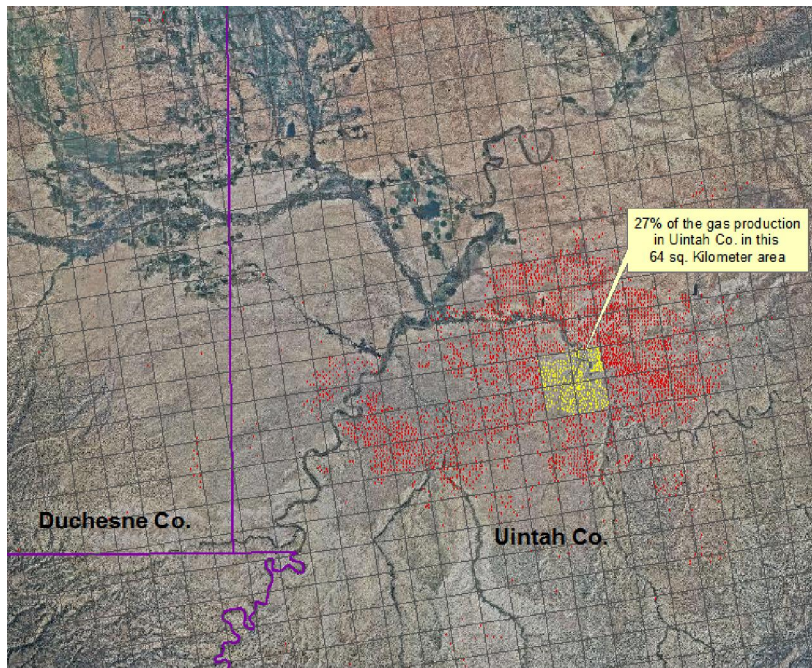 27% of the gas production
in Uintah Co. in this
64 sq. Kilometer area
Duchesne Co.
Uintah Co.